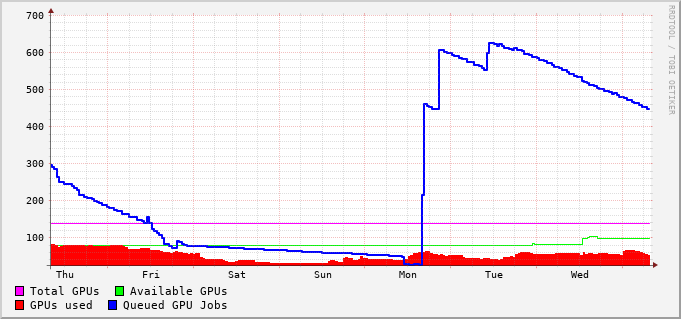 700
600
500
400
300
200
100
Thu Fri Sat Sun Mon Tue Wed
Total GPUs Available GPUs
GPUs used Queued GPU Jobs
RRDTOOL / TOBI OETIKER